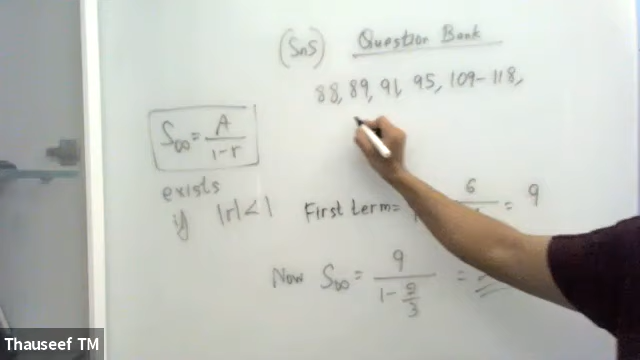 (SnS) Question Bank
88, 89, 91, 95, 109-118,
S∞ = A / 1-r
exists
if |r|<1
First term= 6 = 9
Now S∞ = 9 / 1- 2/3 =
Thauseef TM